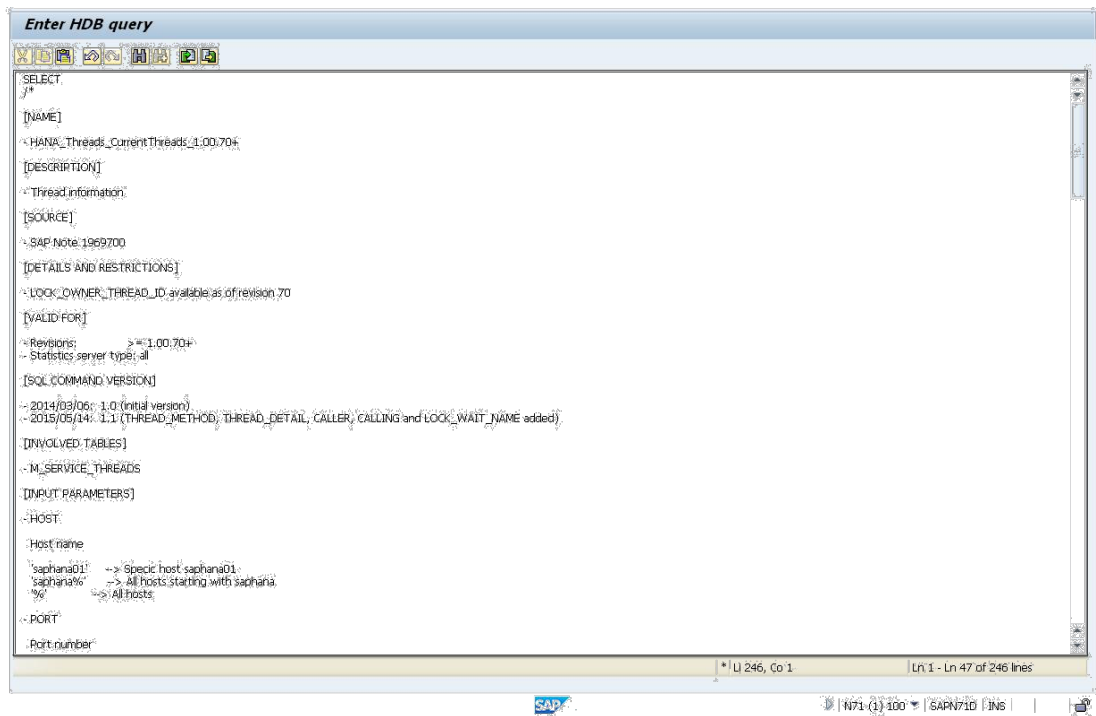 Enter HDB query
SELECT
/*
[NAME]
- HANA_Threads_CurrentThreads_1.00.70+
[DESCRIPTION]
- Thread information
[SOURCE]
- SAP Note 1969700
[DETAILS AND RESTRICTIONS]
- LOCK_OWNER_THREAD_ID available as of revision 70
[VALID FOR]
- Revisions: >= 1.00.70+
- Statistics server type: all
[SQL COMMAND VERSION]
- 2014/03/06: 1.0 (initial version)
- 2015/05/14: 1.1 (THREAD_METHOD, THREAD_DETAIL, CALLER, CALLING and LOCK_WAIT_NAME added)
[INVOLVED TABLES]
- M_SERVICE_THREADS
[INPUT PARAMETERS]
- HOST
Host name
'saphana01' --> Specic host saphana01
'saphana%' --> All hosts starting with saphana
'%' --> All hosts
- PORT
Port number
* Li 246, Co 1 Ln 1 - Ln 47 of 246 lines
SAP N71 (1) 100 SAPN71D INS